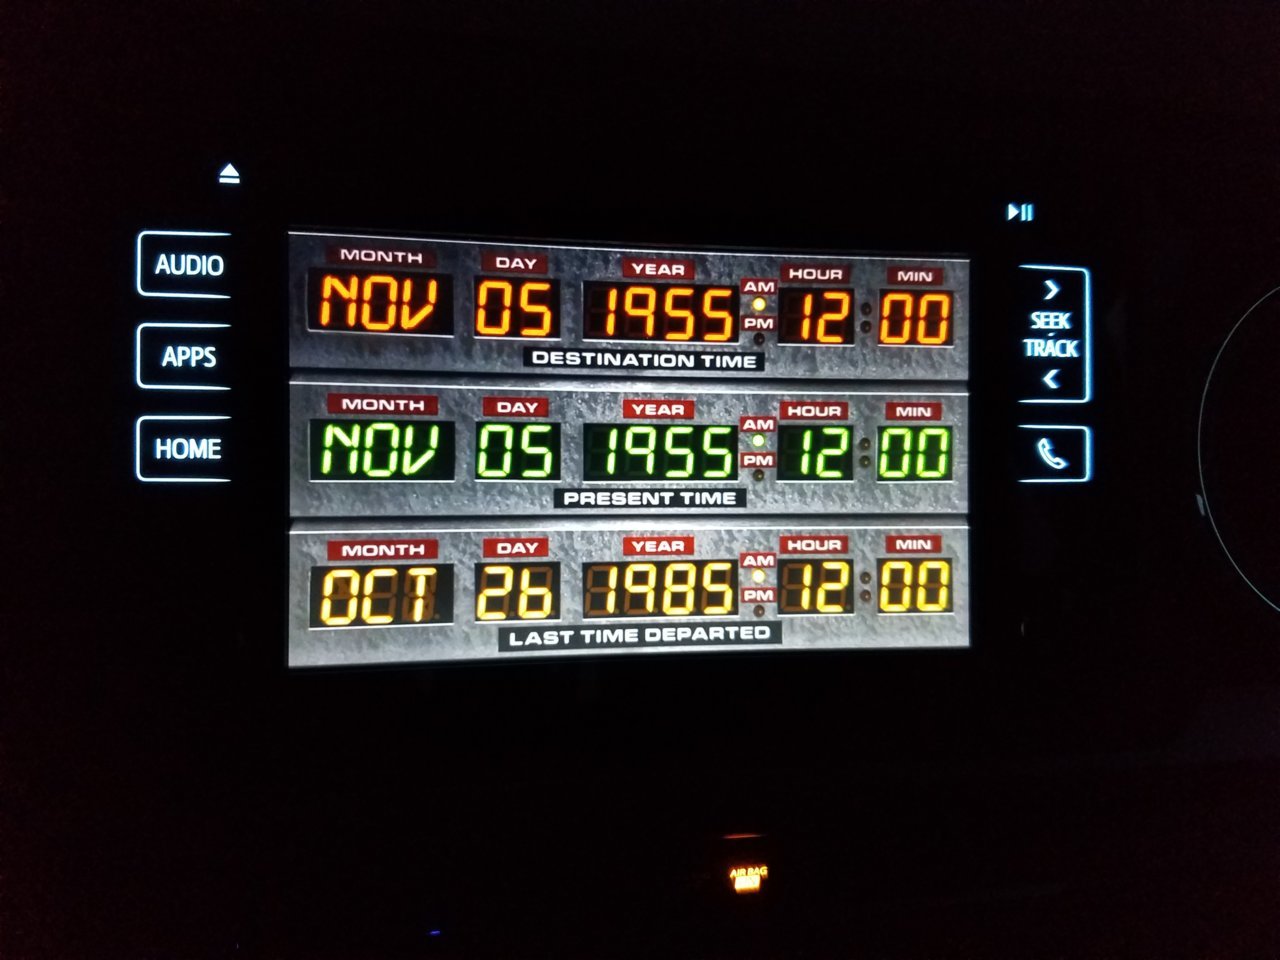 AUDIO
APPS
HOME
MONTH DAY YEAR AM HOUR MIN
NOV 05 1955 PM 12:00
DESTINATION TIME
MONTH DAY YEAR AM HOUR MIN
NOV 05 1955 PM 12:00
PRESENT TIME
MONTH DAY YEAR AM HOUR MIN
OCT 26 1985 PM 12:00
LAST TIME DEPARTED
>
SEEK
TRACK
<
AIR BAG